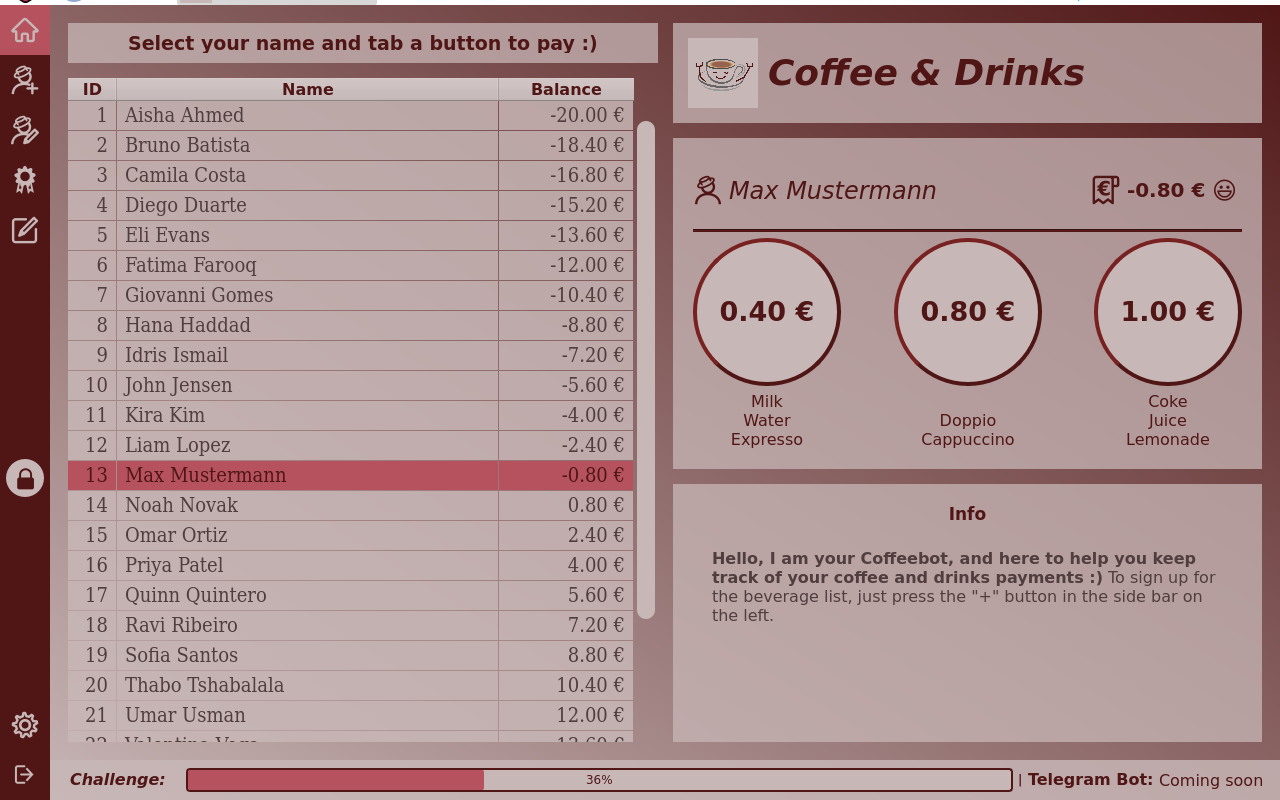 Select your name and tab a button to pay :)
ID Name Balance
1 Aisha Ahmed -20.00 €
2 Bruno Batista -18.40 €
3 Camila Costa -16.80 €
4 Diego Duarte -15.20 €
5 Eli Evans -13.60 €
6 Fatima Farooq -12.00 €
7 Giovanni Gomes -10.40 €
8 Hana Haddad -8.80 €
9 Idris Ismail -7.20 €
10 John Jensen -5.60 €
11 Kira Kim -4.00 €
12 Liam Lopez -2.40 €
13 Max Mustermann -0.80 €
14 Noah Novak 0.80 €
15 Omar Ortiz 2.40 €
16 Priya Patel 4.00 €
17 Quinn Quintero 5.60 €
18 Ravi Ribeiro 7.20 €
19 Sofia Santos 8.80 €
20 Thabo Tshabalala 10.40 €
21 Umar Usman 12.00 €
Coffee & Drinks
Max Mustermann € -0.80 €
0.40 € 0.80 € 1.00 €
Milk
Water
Expresso
Doppio
Cappuccino
Coke
Juice
Lemonade
Info
Hello, I am your Coffeebot, and here to help you keep
track of your coffee and drinks payments :) To sign up for
the beverage list, just press the "+" button in the side bar on
the left.
Challenge: 36% | Telegram Bot: Coming soon